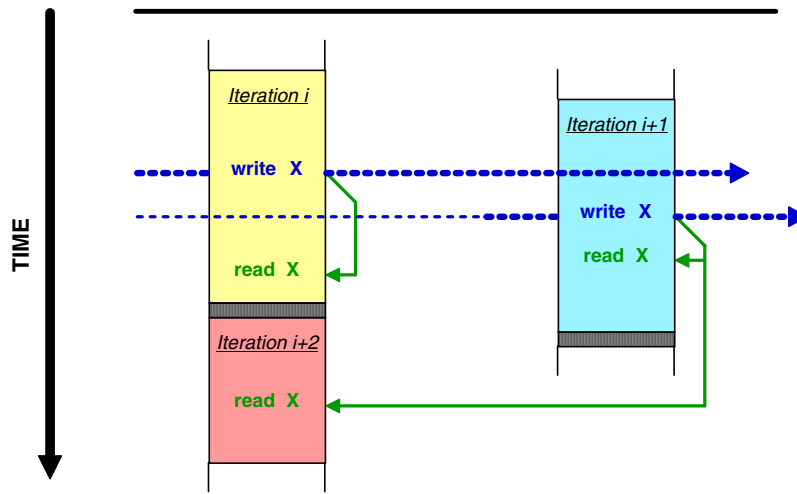 Iteration i
Iteration i+1
write X
write X
TIME
read X
read X
Iteration i+2
read X